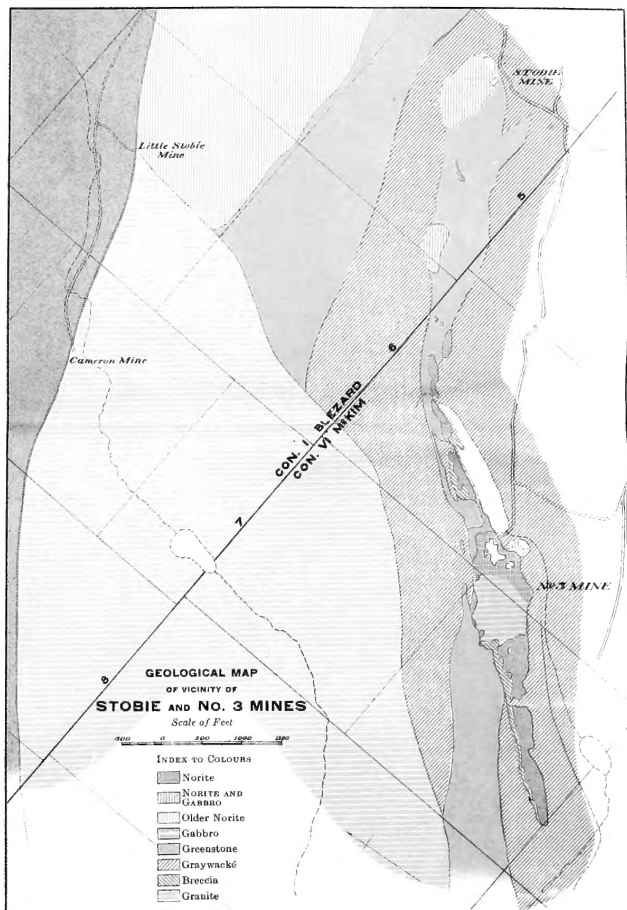 STOBIE
MINE
Little Stobie
Mine
5
Cameron Mine
6
CON. I. BLEZARD
CON. VI McKIM
7
No. 3 MINE
8
GEOLOGICAL MAP
OF VICINITY OF
STOBIE AND No. 3 MINES
Scale of Feet
500 0 500 1000 1500
INDEX TO COLOURS
Norite
NORITE AND
GABBRO
Older Norite
Gabbro
Greenstone
Graywacké
Breccia
Granite